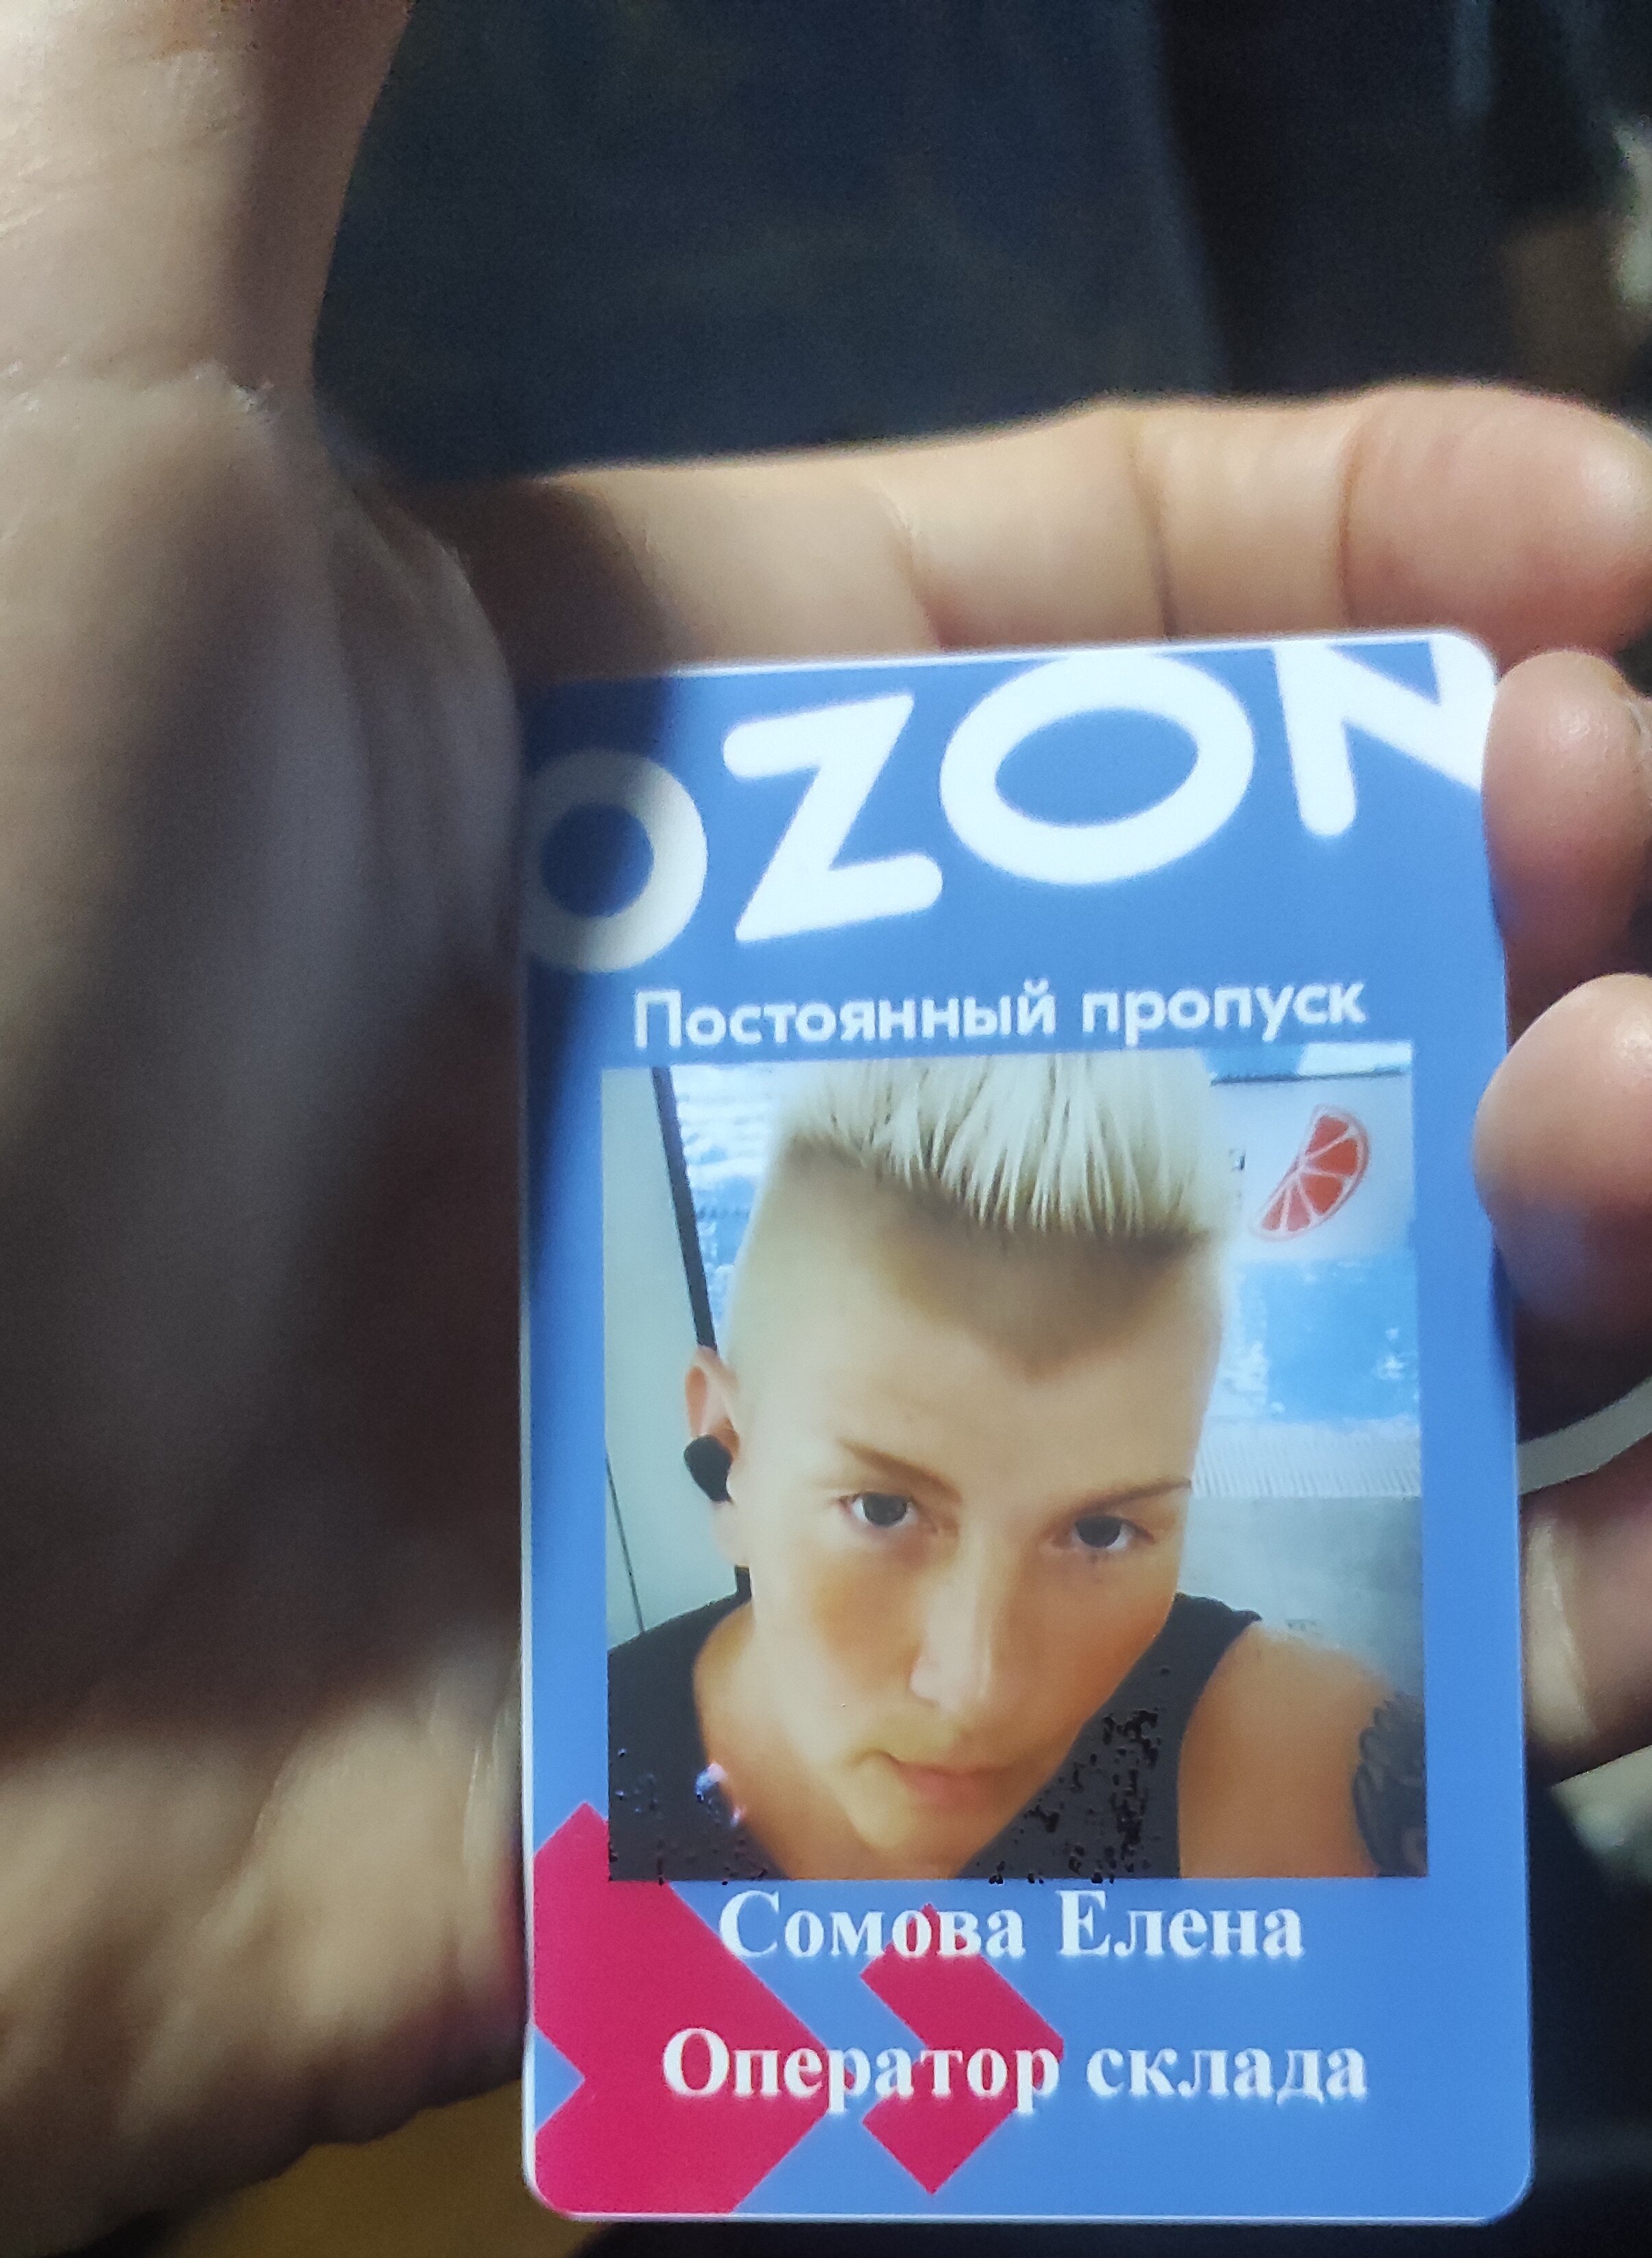 OZON
Постоянный пропуск
Сомова Елена
Оператор склада